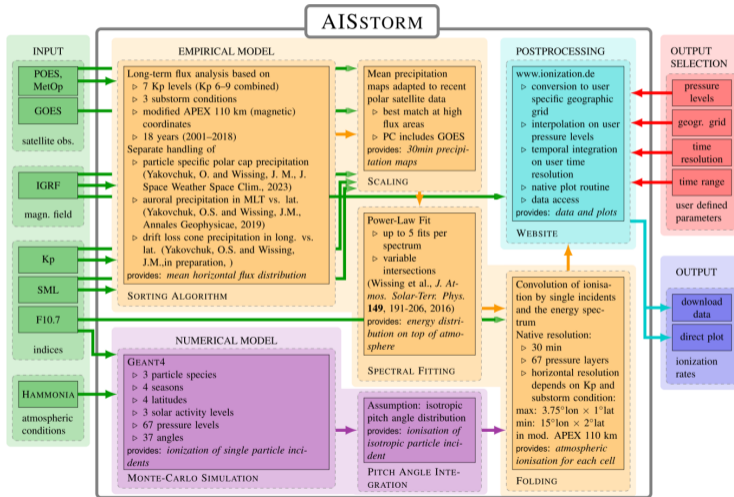 AISSTORM
INPUT
POES,
MetOp
GOES
satellite obs.
IGRF
magn. field
Kp
SML
F10.7
indices
HAMMONIA
atmospheric
conditions
EMPIRICAL MODEL
Long-term flux analysis based on
▷ 7 Kp levels (Kp 6–9 combined)
▷ 3 substorm conditions
▷ modified APEX 110 km (magnetic)
coordinates
▷ 18 years (2001–2018)
Separate handling of
▷ particle specific polar cap precipitation
(Yakovchuk, O. and Wissing, J. M., J.
Space Weather Space Clim., 2023)
▷ auroral precipitation in MLT vs. lat.
(Yakovchuk, O.S. and Wissing, J.M.,
Annales Geophysicae, 2019)
▷ drift loss cone precipitation in long. vs.
lat. (Yakovchuk, O.S. and Wissing,
J.M.,in preparation, )
provides: mean horizontal flux distribution
SORTING ALGORITHM
Mean precipitation
maps adapted to recent
polar satellite data
▷ best match at high
flux areas
▷ PC includes GOES
provides: 30min precipi-
tation maps
SCALING
Power-Law Fit
▷ up to 5 fits per
spectrum
▷ variable
intersections
(Wissing et al., J. At-
mos. Solar-Terr. Phys.
149, 191-206, 2016)
provides: energy distri-
bution on top of atmo-
sphere
SPECTRAL FITTING
NUMERICAL MODEL
GEANT4
▷ 3 particle species
▷ 4 seasons
▷ 4 latitudes
▷ 3 solar activity levels
▷ 67 pressure levels
▷ 37 angles
provides: ionization of single particle inci-
dents
MONTE-CARLO SIMULATION
Assumption: isotropic
pitch angle distribution
provides: ionisation of
isotropic particle inci-
dent
PITCH ANGLE INTE-
GRATION
POSTPROCESSING
www.ionization.de
▷ conversion to user
specific geographic
grid
▷ interpolation on user
pressure levels
▷ temporal integration
on user time
resolution
▷ native plot routine
▷ data access
provides: data and plots
WEBSITE
Convolution of ionisa-
tion by single incidents
and the energy spec-
trum
Native resolution:
▷ 30 min
▷ 67 pressure layers
▷ horizontal resolution
depends on Kp and
substorm condition:
max: 3.75°lon × 1°lat
min: 15°lon × 2°lat
in mod. APEX 110 km
provides: atmospheric
ionisation for each cell
FOLDING
OUTPUT
SELECTION
pressure
levels
geogr. grid
time
resolution
time range
user defined
parameters
OUTPUT
download
data
direct plot
ionization
rates